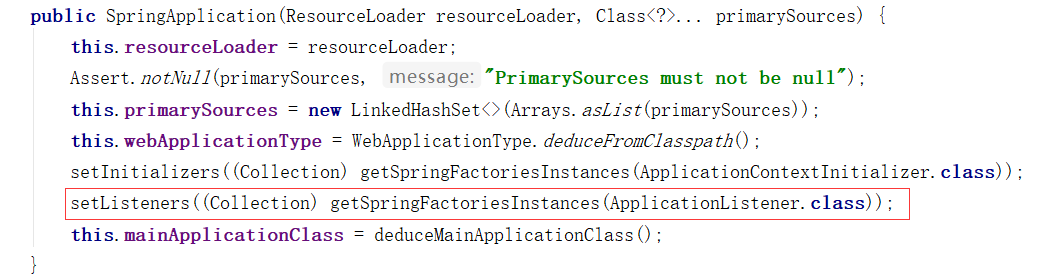 public SpringApplication(ResourceLoader resourceLoader, Class<?>... primarySources) {
this.resourceLoader = resourceLoader;
Assert.notNull(primarySources, message: "PrimarySources must not be null");
this.primarySources = new LinkedHashSet<>(Arrays.asList(primarySources));
this.webApplicationType = WebApplicationType.deduceFromClasspath();
setInitializers((Collection) getSpringFactoriesInstances(ApplicationContextInitializer.class));
setListeners((Collection) getSpringFactoriesInstances(ApplicationListener.class));
this.mainApplicationClass = deduceMainApplicationClass();
}